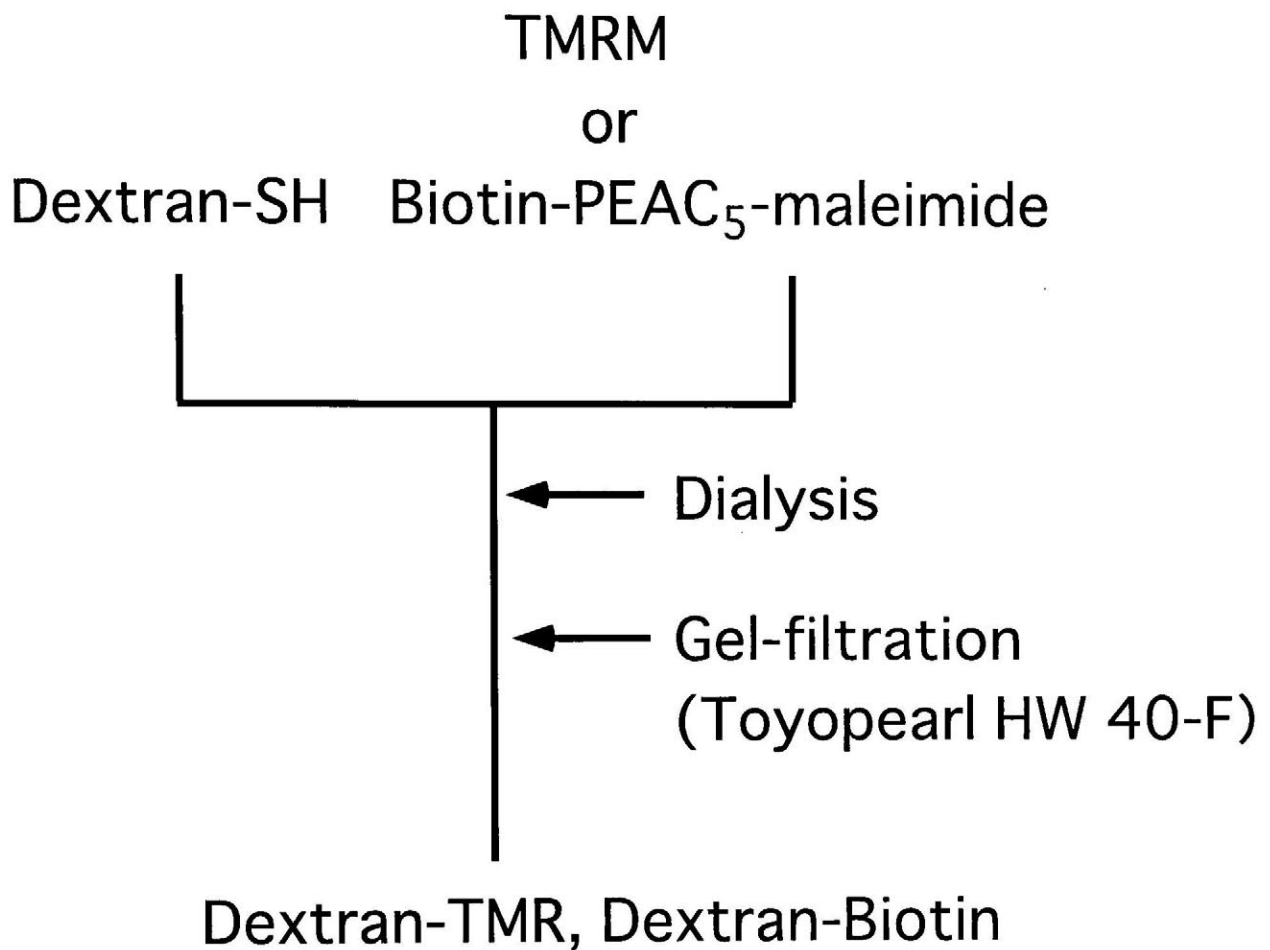 TMRM
or
Dextran-SH Biotin-PEAC₅-maleimide
Dialysis
Gel-filtration
(Toyopearl HW 40-F)
Dextran-TMR, Dextran-Biotin